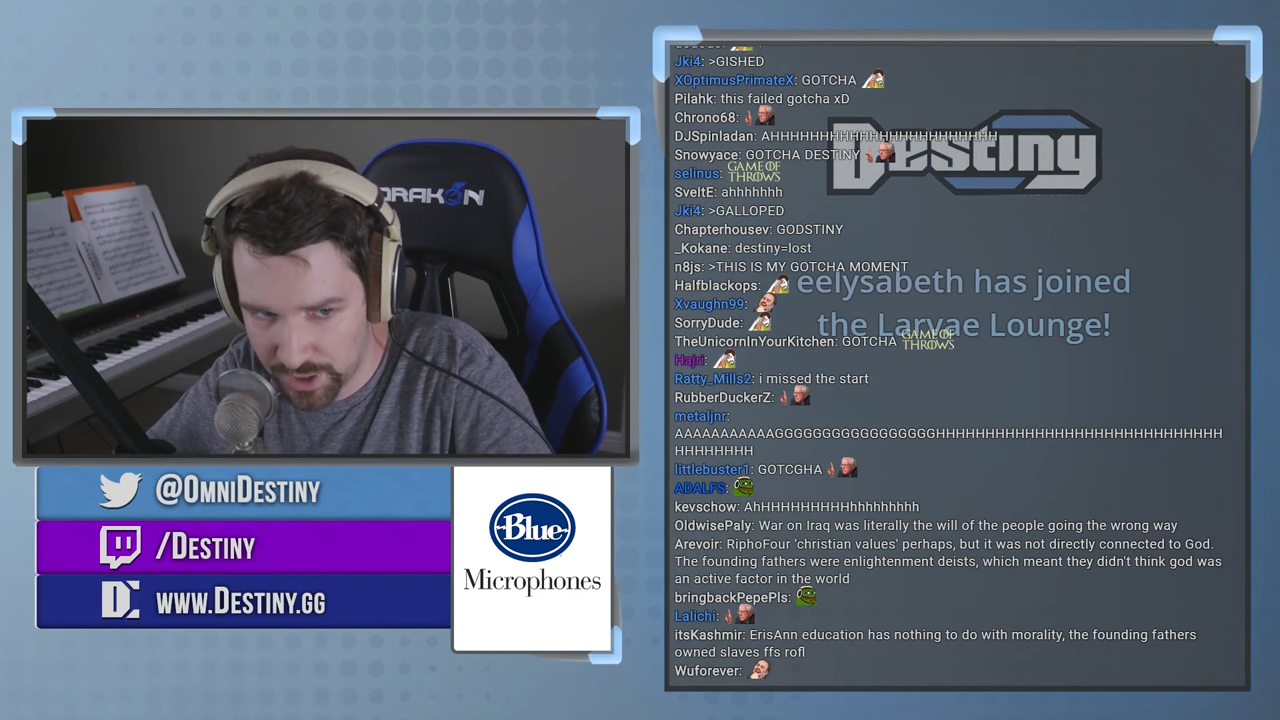 Jki4: >GISHED
XOptimusPrimateX: GOTCHA
Pilahk: this failed gotcha xD
Chrono68:
DJSpinladan: AHHHHHHHHHHHHHHHHHHHHHHHH
Snowyace: GOTCHA DESTINY
Destiny
selinus: GAME OF THROWS
SveltE: ahhhhhh
Jki4: >GALLOPED
Chapterhousev: GODSTINY
_Kokane: destiny=lost
n8js: >THIS IS MY GOTCHA MOMENT
Halfblackops:
eelysabeth has joined
the Larvae Lounge!
Xvaughn99:
SorryDude:
TheUnicornInYourKitchen: GOTCHA GAME OF THROWS
Hajri:
Ratty_Mills2: i missed the start
RubberDuckerZ:
metaljnr:
AAAAAAAAAAAGGGGGGGGGGGGGGGGGHHHHHHHHHHHHHHHHHHHHHHHHHHHH
HHHHHHHH
littlebuster1: GOTCGHA
ADALFS:
kevschow: AhHHHHHHHHHhhhhhhhhh
OldwisePaly: War on Iraq was literally the will of the people going the wrong way
Arevoir: RiphoFour 'christian values' perhaps, but it was not directly connected to God.
The founding fathers were enlightenment deists, which meant they didn't think god was
an active factor in the world
bringbackPepePls:
Lalichi:
itsKashmir: ErisAnn education has nothing to do with morality, the founding fathers
owned slaves ffs rofl
Wuforever:
DRAKON
@OmniDestiny
/Destiny
www.Destiny.gg
Blue
Microphones